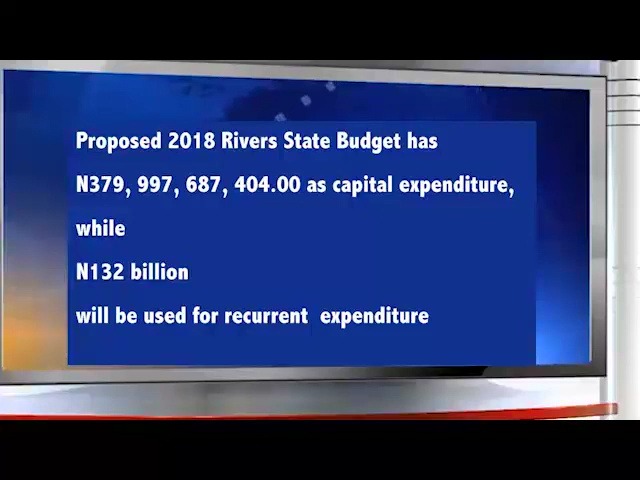 Proposed 2018 Rivers State Budget has
N379, 997, 687, 404.00 as capital expenditure,
while
N132 billion
will be used for recurrent  expenditure